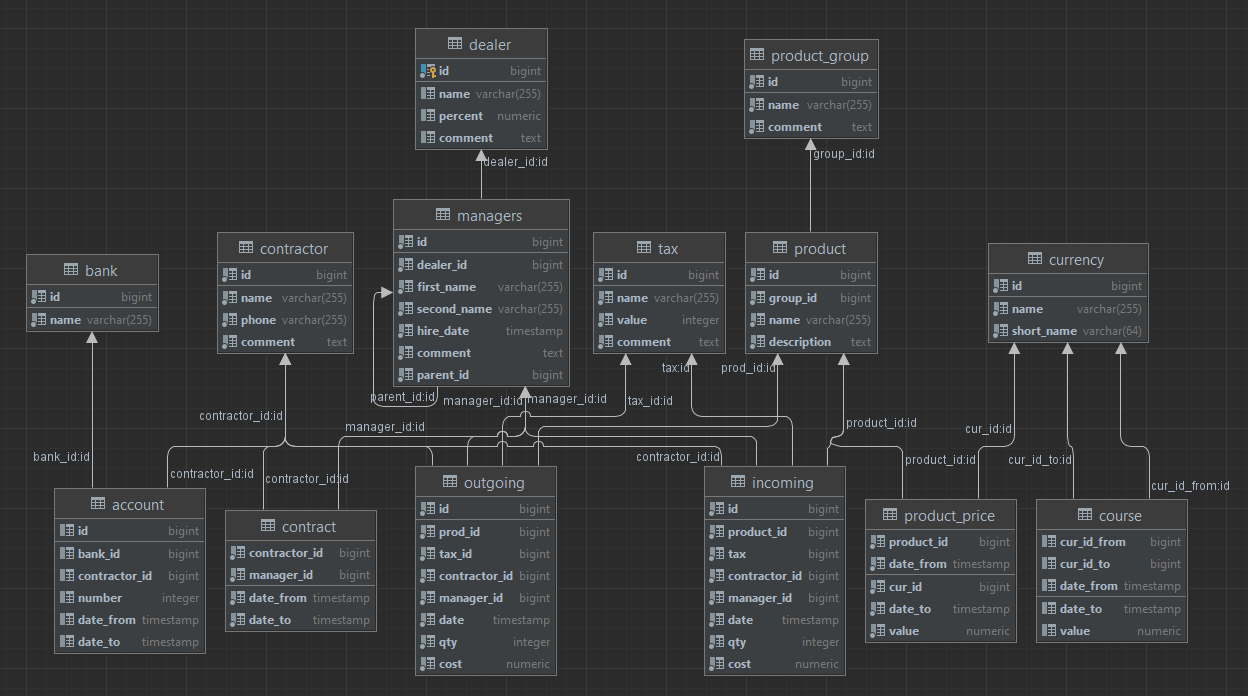 dealer
id bigint
name varchar(255)
percent numeric
comment text
dealer_id:id
product_group
id bigint
name varchar(255)
comment text
group_id:id
managers
id bigint
dealer_id bigint
first_name varchar(255)
second_name varchar(255)
hire_date timestamp
comment text
parent_id bigint
parent_id:id
bank
id bigint
name varchar(255)
contractor
id bigint
name varchar(255)
phone varchar(255)
comment text
tax
id bigint
name varchar(255)
value integer
comment text
product
id bigint
group_id bigint
name varchar(255)
description text
currency
id bigint
name varchar(255)
short_name varchar(64)
tax:id
prod_id:id
manager_id:id
manager_id:id
tax_id:id
contractor_id:id
manager_id:id
product_id:id
cur_id:id
bank_id:id
contractor_id:id
product_id:id
cur_id_to:id
contractor_id:id
contractor_id:id
cur_id_from:id
account
id bigint
bank_id bigint
contractor_id bigint
number integer
date_from timestamp
date_to timestamp
contract
contractor_id bigint
manager_id bigint
date_from timestamp
date_to timestamp
outgoing
id bigint
prod_id bigint
tax_id bigint
contractor_id bigint
manager_id bigint
date timestamp
qty integer
cost numeric
incoming
id bigint
product_id bigint
tax bigint
contractor_id bigint
manager_id bigint
date timestamp
qty integer
cost numeric
product_price
product_id bigint
date_from timestamp
cur_id bigint
date_to timestamp
value numeric
course
cur_id_from bigint
cur_id_to bigint
date_from timestamp
date_to timestamp
value numeric